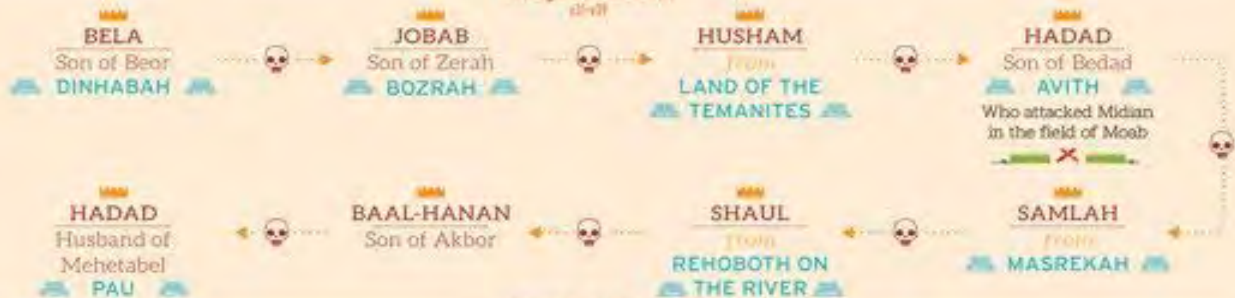 BELA
Son of Beor
DINHABAH
JOBAB
Son of Zerah
BOZRAH
HUSHAM
from
LAND OF THE
TEMANITES
HADAD
Son of Bedad
AVITH
Who attacked Midian
in the field of Moab
HADAD
Husband of
Mehetabel
PAU
BAAL-HANAN
Son of Akbor
SHAUL
from
REHOBOTH ON
THE RIVER
SAMLAH
from
MASREKAH